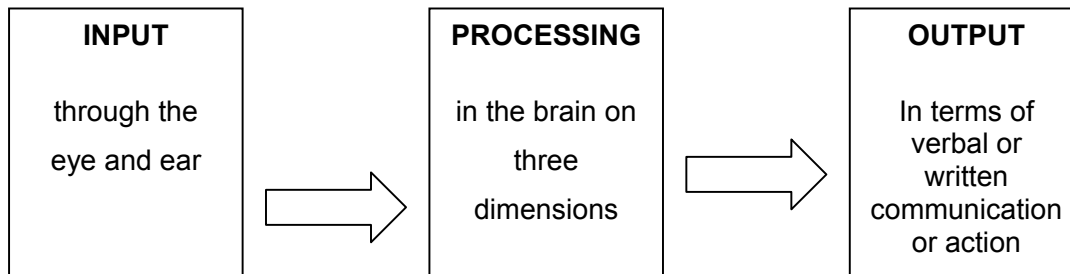 INPUT
through the
eye and ear
PROCESSING
in the brain on
three
dimensions
OUTPUT
In terms of
verbal or
written
communication
or action